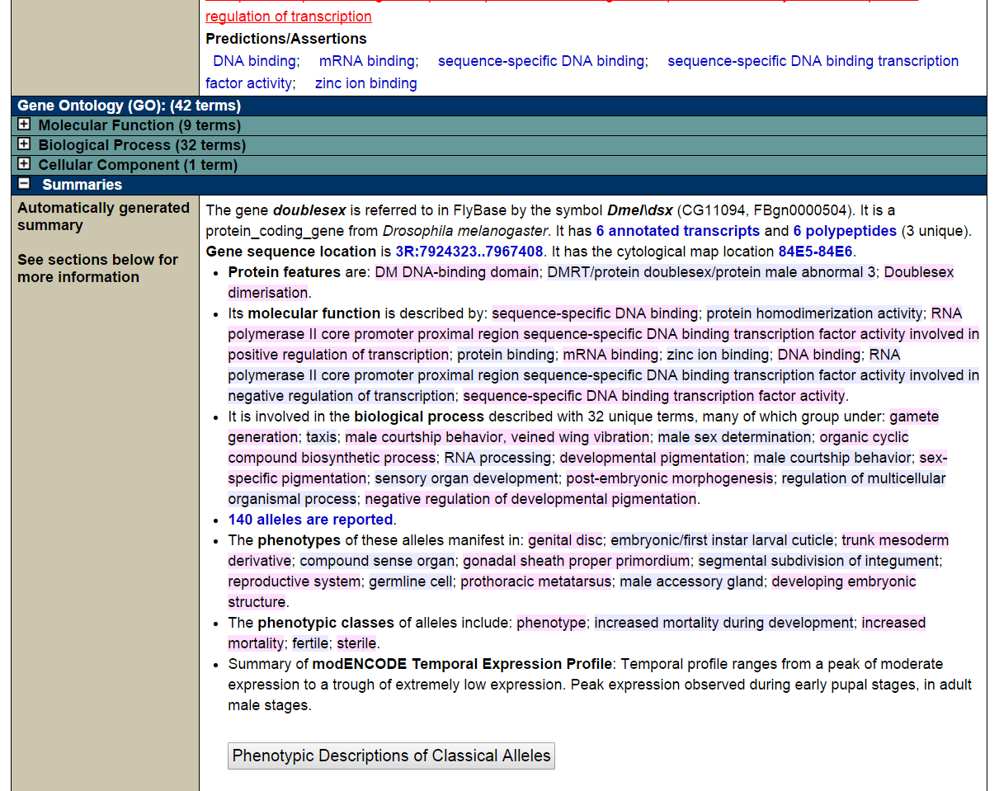 regulation of transcription
Predictions/Assertions
DNA binding; mRNA binding; sequence-specific DNA binding; sequence-specific DNA binding transcription
factor activity; zinc ion binding
Gene Ontology (GO): (42 terms)
Molecular Function (9 terms)
Biological Process (32 terms)
Cellular Component (1 term)
Summaries
Automatically generated
summary
See sections below for
more information
The gene doublesex is referred to in FlyBase by the symbol Dmel\dsx (CG11094, FBgn0000504). It is a
protein_coding_gene from Drosophila melanogaster. It has 6 annotated transcripts and 6 polypeptides (3 unique).
Gene sequence location is 3R:7924323..7967408. It has the cytological map location 84E5-84E6.
• Protein features are: DM DNA-binding domain; DMRT/protein doublesex/protein male abnormal 3; Doublesex
dimerisation.
• Its molecular function is described by: sequence-specific DNA binding; protein homodimerization activity; RNA
polymerase II core promoter proximal region sequence-specific DNA binding transcription factor activity involved in
positive regulation of transcription; protein binding; mRNA binding; zinc ion binding; DNA binding; RNA
polymerase II core promoter proximal region sequence-specific DNA binding transcription factor activity involved in
negative regulation of transcription; sequence-specific DNA binding transcription factor activity.
• It is involved in the biological process described with 32 unique terms, many of which group under: gamete
generation; taxis; male courtship behavior, veined wing vibration; male sex determination; organic cyclic
compound biosynthetic process; RNA processing; developmental pigmentation; male courtship behavior; sex-
specific pigmentation; sensory organ development; post-embryonic morphogenesis; regulation of multicellular
organismal process; negative regulation of developmental pigmentation.
• 140 alleles are reported.
• The phenotypes of these alleles manifest in: genital disc; embryonic/first instar larval cuticle; trunk mesoderm
derivative; compound sense organ; gonadal sheath proper primordium; segmental subdivision of integument;
reproductive system; germline cell; prothoracic metatarsus; male accessory gland; developing embryonic
structure.
• The phenotypic classes of alleles include: phenotype; increased mortality during development; increased
mortality; fertile; sterile.
• Summary of modENCODE Temporal Expression Profile: Temporal profile ranges from a peak of moderate
expression to a trough of extremely low expression. Peak expression observed during early pupal stages, in adult
male stages.
Phenotypic Descriptions of Classical Alleles